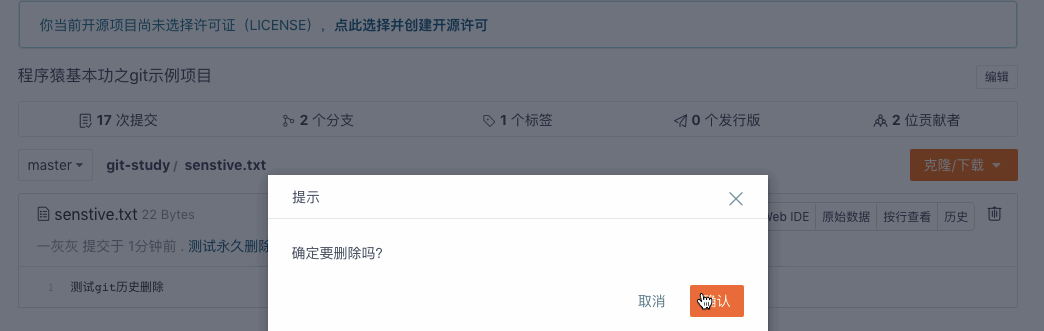 你当前开源项目尚未选择许可证（LICENSE），点此选择并创建开源许可
程序猿基本功之git示例项目 编辑
17 次提交 2 个分支 1 个标签 0 个发行版 2 位贡献者
master git-study / senstive.txt 克隆/下载
提示
senstive.txt 22 Bytes Web IDE 原始数据 按行查看 历史
一灰灰 提交于 1分钟前 . 测试永久删除
确定要删除吗?
1 测试git历史删除
取消 确认